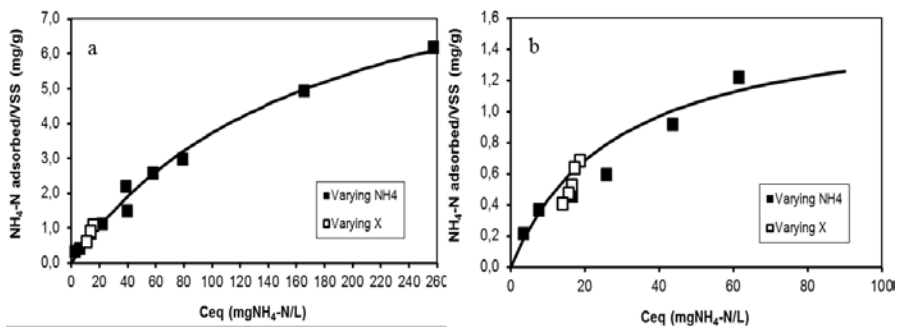 a
7,0
6,0
5,0
4,0
3,0
2,0
1,0
0,0
NH₄-N adsorbed/VSS (mg/g)
Varying NH4
Varying X
0 20 40 60 80 100 120 140 160 180 200 220 240 260
Ceq (mgNH₄-N/L)
b
1,6
1,4
1,2
1,0
0,8
0,6
0,4
0,2
0,0
NH₄-N adsorbed/VSS (mg/g)
Varying NH4
Varying X
0 20 40 60 80 100
Ceq (mgNH₄-N/L)